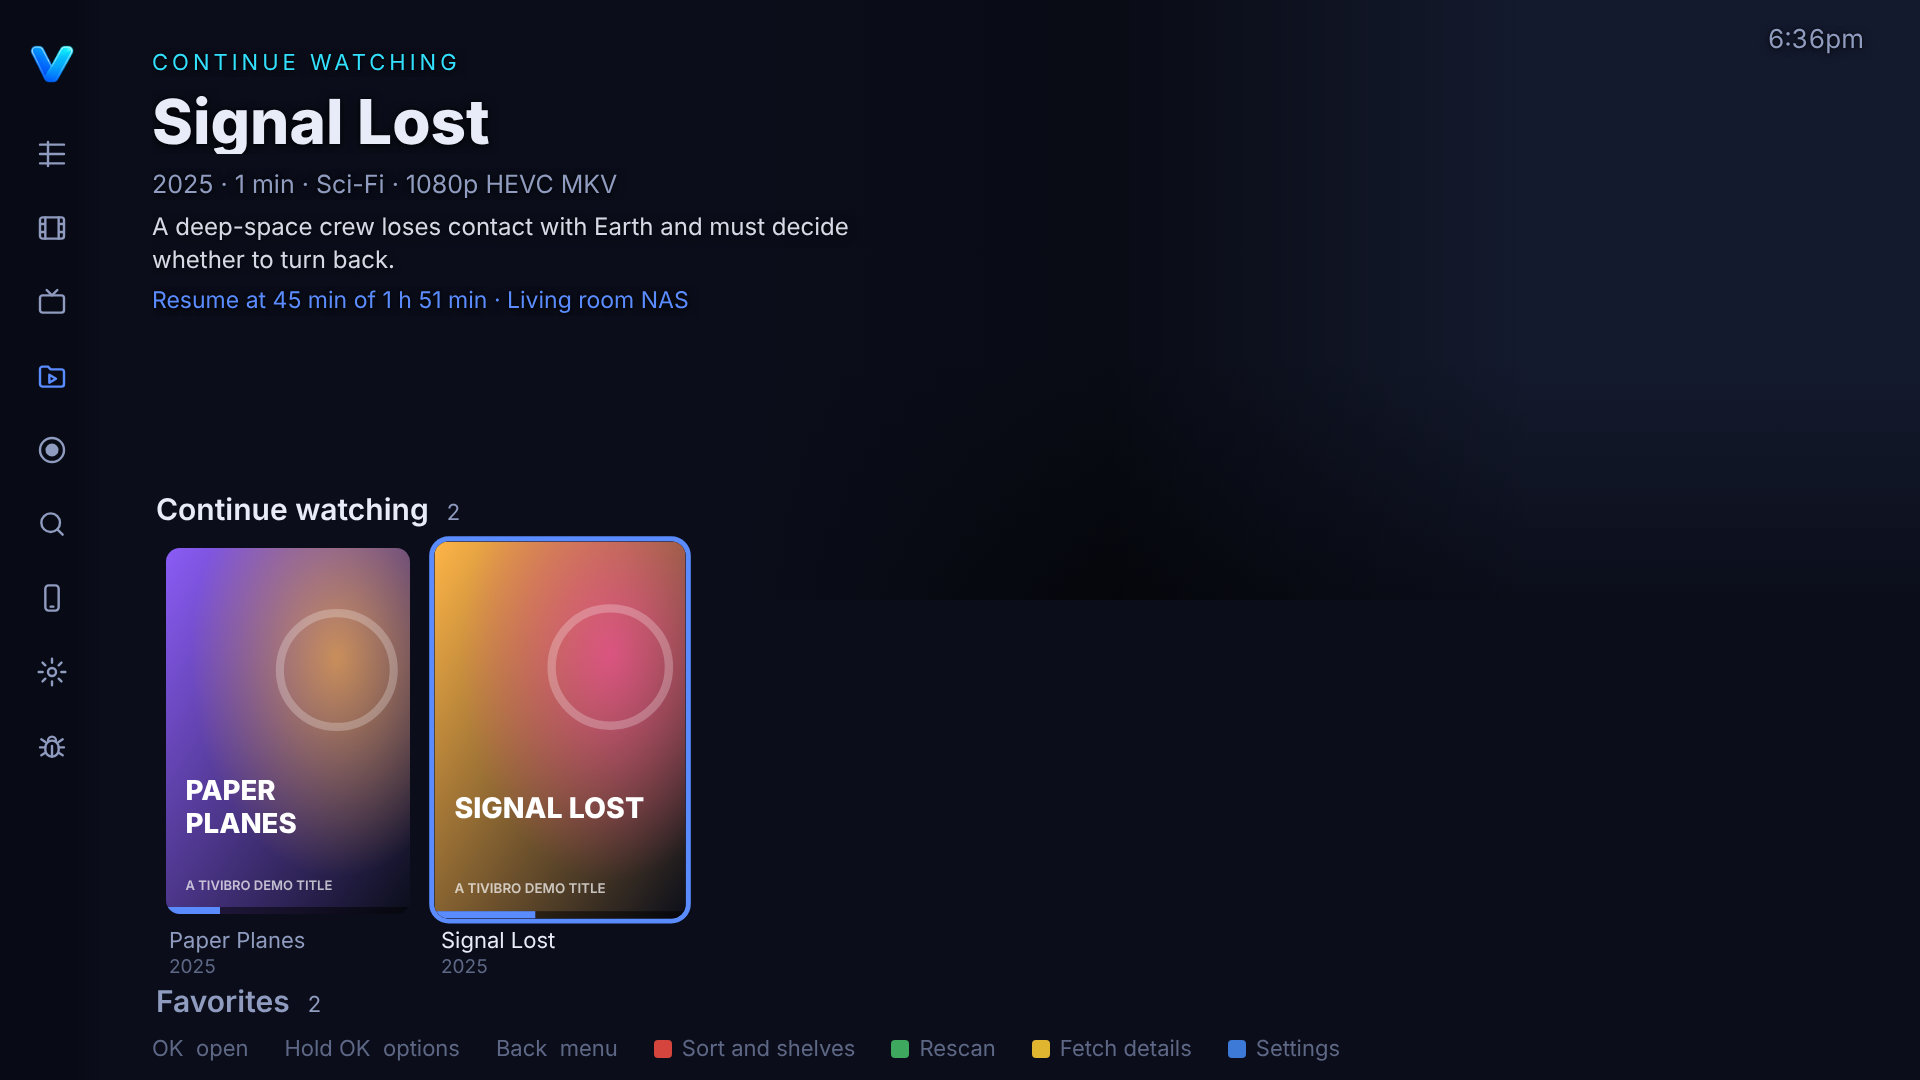 6:36pm
CONTINUE WATCHING
Signal Lost
2025 · 1 min · Sci-Fi · 1080p HEVC MKV
A deep-space crew loses contact with Earth and must decide
whether to turn back.
Resume at 45 min of 1 h 51 min · Living room NAS
Continue watching 2
PAPER
PLANES
A TIVIBRO DEMO TITLE
Paper Planes
2025
SIGNAL LOST
A TIVIBRO DEMO TITLE
Signal Lost
2025
Favorites 2
OK open Hold OK options Back menu Sort and shelves Rescan Fetch details Settings